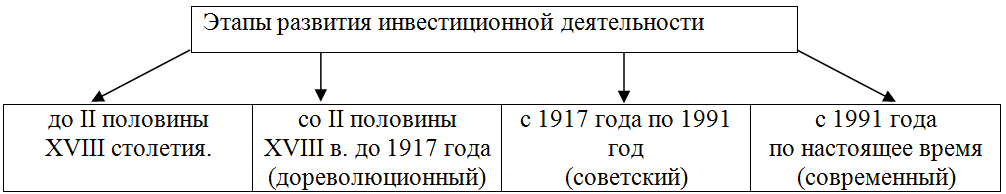 Этапы развития инвестиционной деятельности
до II половины
XVIII столетия.
со II половины
XVIII в. до 1917 года
(дореволюционный)
с 1917 года по 1991
год
(советский)
с 1991 года
по настоящее время
(современный)